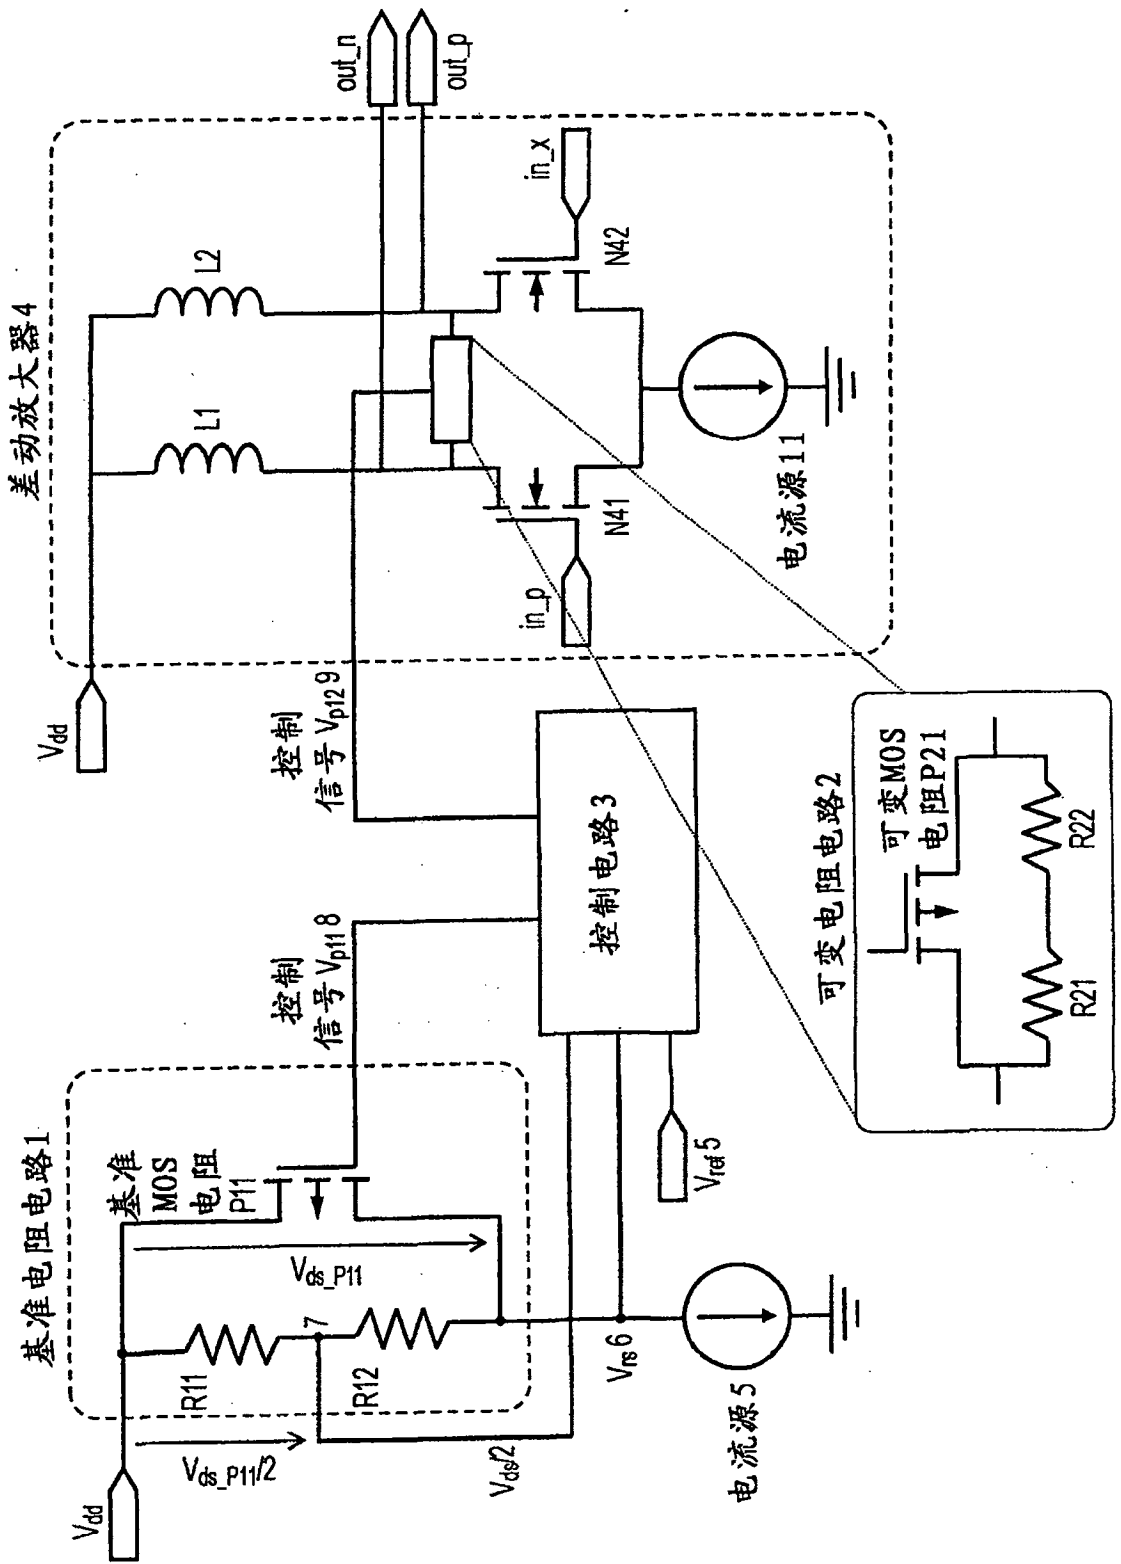 基准电阻电路1
Vdd
Vds_P11/2
R11
R12
7
基准
MOS
电阻
P11
Vds_P11
Vds/2
Vrs 6
电流源 5
控制
信号 Vp11 8
控制
信号 Vp12 9
控制电路3
Vref 5
差动放大器4
Vdd
L1
L2
out_n
out_p
in_p
in_x
N41
N42
电流源11
可变电阻电路2
可变MOS
电阻P21
R21
R22